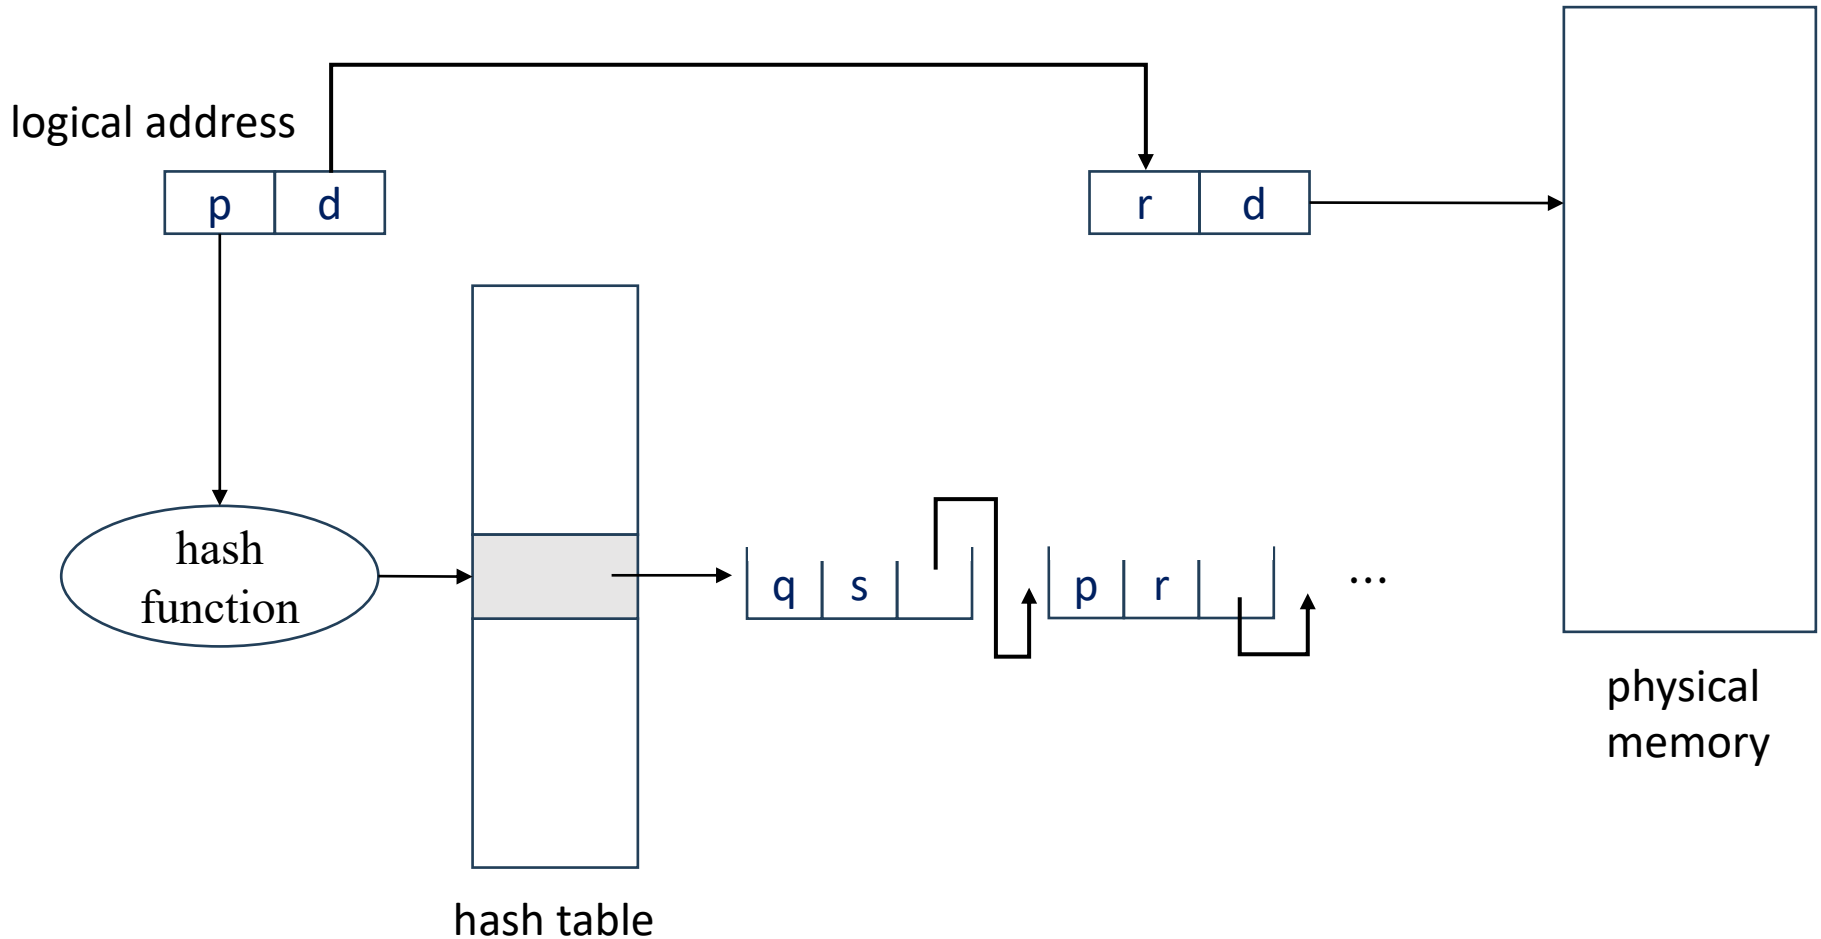 logical address
p d
r d
hash
function
q s
p r
...
physical
memory
hash table